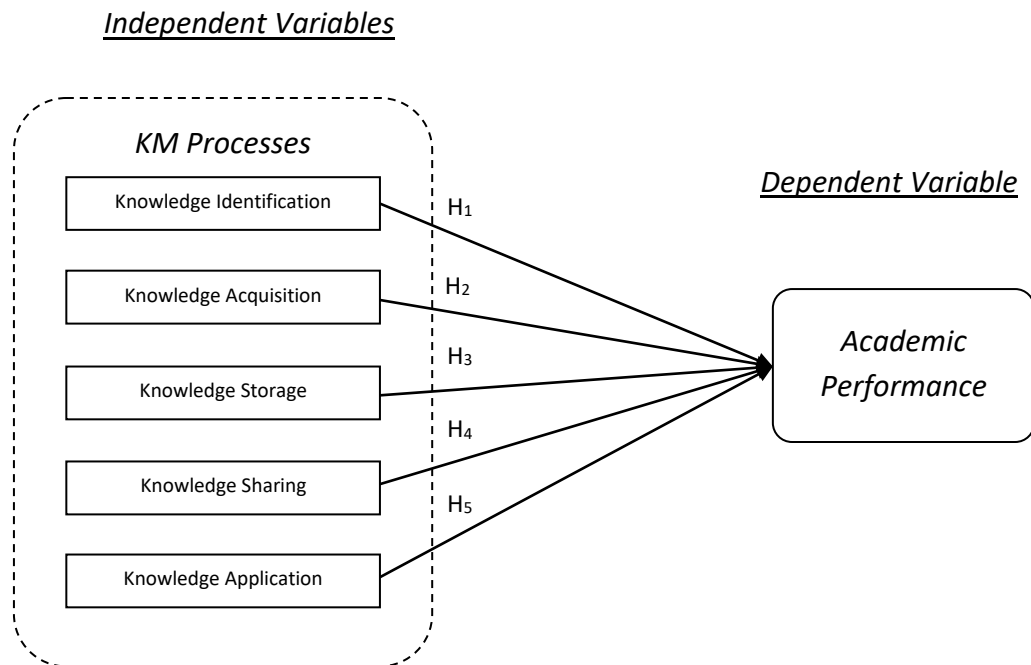 Independent Variables
KM Processes
Knowledge Identification
Knowledge Acquisition
Knowledge Storage
Knowledge Sharing
Knowledge Application
H1
H2
H3
H4
H5
Dependent Variable
Academic
Performance